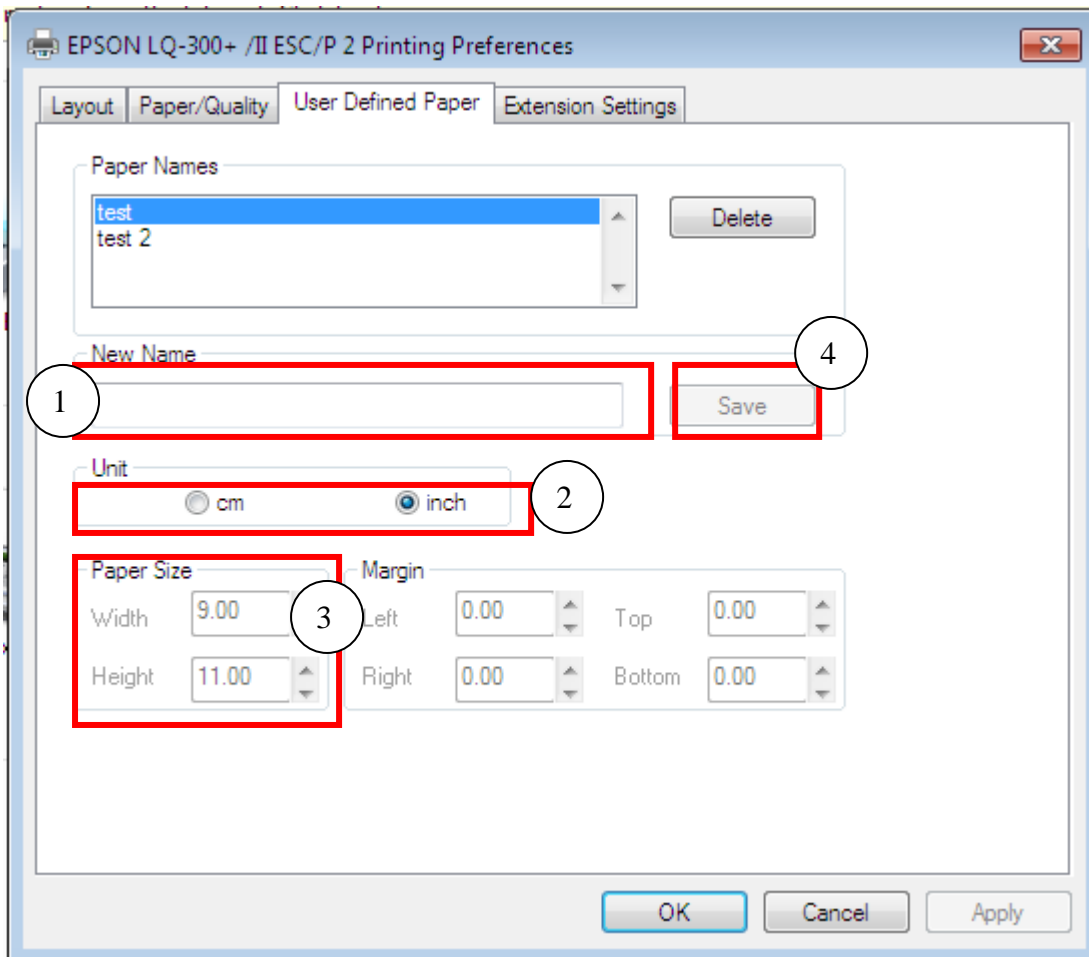 EPSON LQ-300+ /II ESC/P 2 Printing Preferences
Layout Paper/Quality User Defined Paper Extension Settings
Paper Names
test
test 2
Delete
New Name
1
Save
4
Unit
cm inch
2
Paper Size
Width 9.00
Height 11.00
3
Margin
Left 0.00 Top 0.00
Right 0.00 Bottom 0.00
OK Cancel Apply